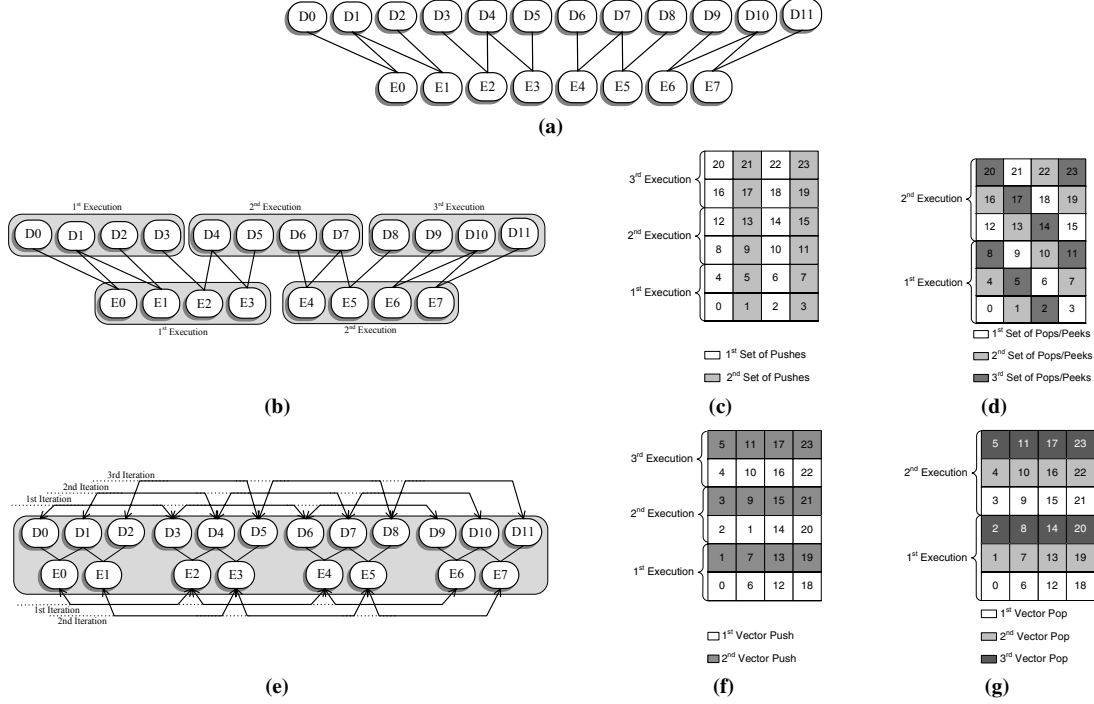 D0 D1 D2 D3 D4 D5 D6 D7 D8 D9 D10 D11
E0 E1 E2 E3 E4 E5 E6 E7
(a)
1st Execution 2nd Execution 3rd Execution
D0 D1 D2 D3 D4 D5 D6 D7 D8 D9 D10 D11
E0 E1 E2 E3 E4 E5 E6 E7
1st Execution 2nd Execution
(b)
20 21 22 23
3rd Execution
16 17 18 19
12 13 14 15
2nd Execution
8 9 10 11
4 5 6 7
1st Execution
0 1 2 3
1st Set of Pushes
2nd Set of Pushes
(c)
20 21 22 23
2nd Execution
16 17 18 19
12 13 14 15
8 9 10 11
1st Execution
4 5 6 7
0 1 2 3
1st Set of Pops/Peeks
2nd Set of Pops/Peeks
3rd Set of Pops/Peeks
(d)
3rd Iteration
2nd Iteration
1st Iteration
D0 D1 D2 D3 D4 D5 D6 D7 D8 D9 D10 D11
E0 E1 E2 E3 E4 E5 E6 E7
1st Iteration
2nd Iteration
(e)
5 11 17 23
3rd Execution
4 10 16 22
3 9 15 21
2nd Execution
2 1 14 20
1 7 13 19
1st Execution
0 6 12 18
1st Vector Push
2nd Vector Push
(f)
5 11 17 23
2nd Execution
4 10 16 22
3 9 15 21
2 8 14 20
1st Execution
1 7 13 19
0 6 12 18
1st Vector Pop
2nd Vector Pop
3rd Vector Pop
(g)